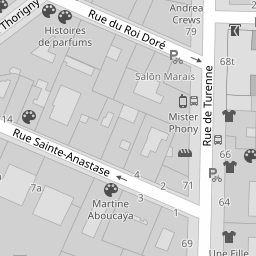 Thorigny
Rue du Roi Doré
Andrea
Crews
Histoires
de parfums
Salon Marais
68t
Mister
Phony
Rue de Turenne
14
Rue Sainte-Anastase
66
64
7a
4
3
2
1
71
Martine
Aboucaya
69
Une Fille